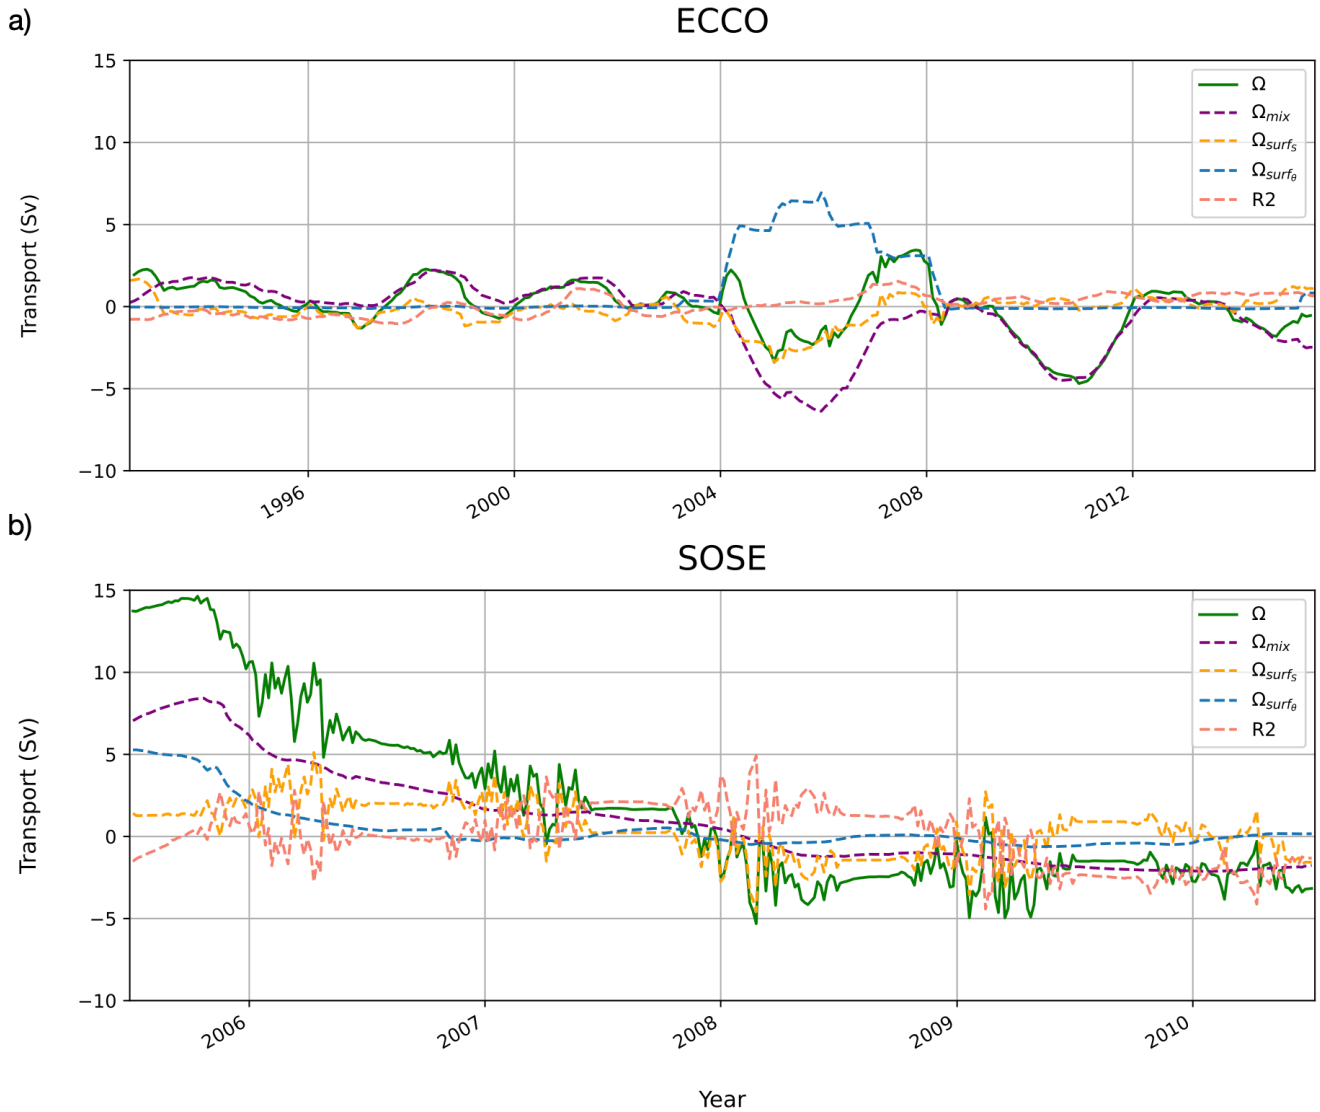 a)
ECCO
15
10
5
0
−5
−10
Transport (Sv)
Ω
Ωmix
ΩsurfS
Ωsurfθ
R2
1996
2000
2004
2008
2012
b)
SOSE
15
10
5
0
−5
−10
Transport (Sv)
Ω
Ωmix
ΩsurfS
Ωsurfθ
R2
2006
2007
2008
2009
2010
Year